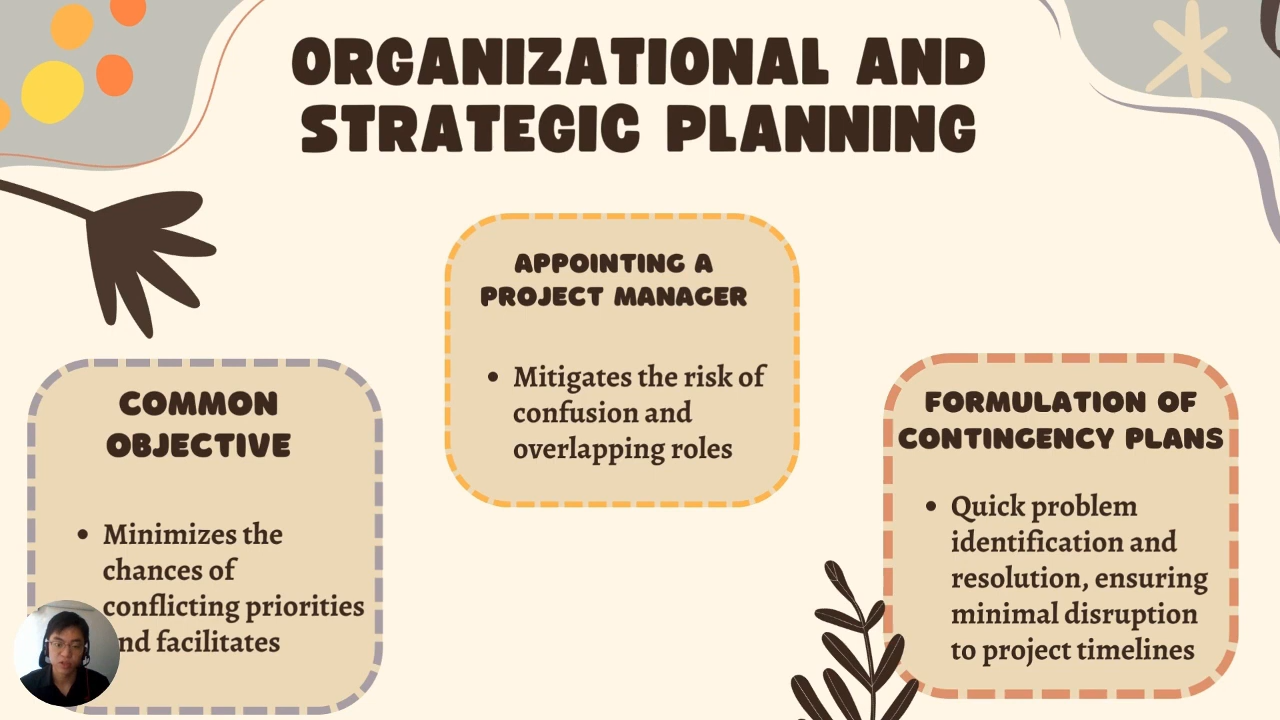 ORGANIZATIONAL AND
STRATEGIC PLANNING
COMMON
OBJECTIVE
• Minimizes the
chances of
conflicting priorities
and facilitates
APPOINTING A
PROJECT MANAGER
• Mitigates the risk of
confusion and
overlapping roles
FORMULATION OF
CONTINGENCY PLANS
• Quick problem
identification and
resolution, ensuring
minimal disruption
to project timelines